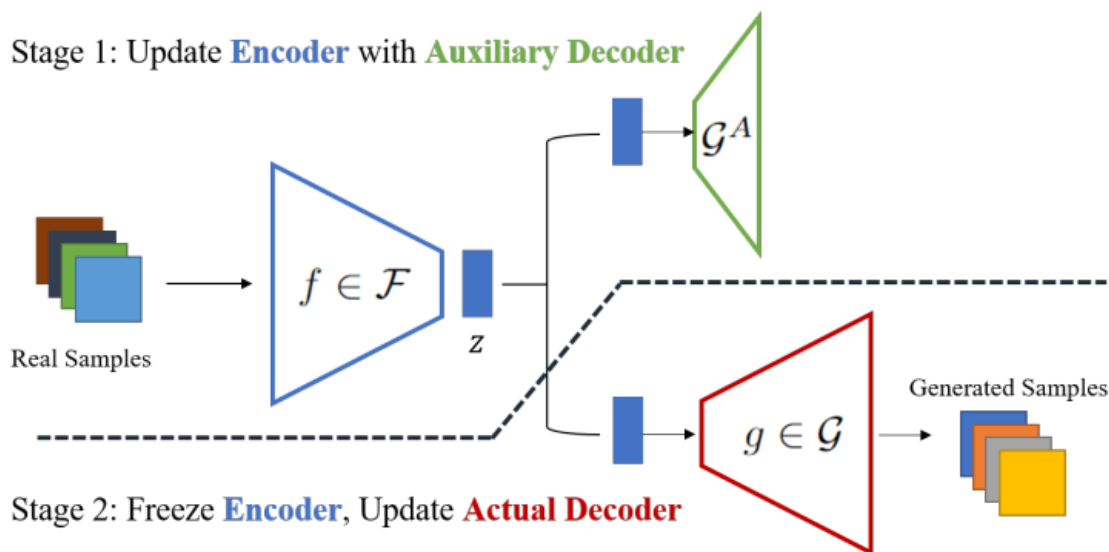 Stage 1: Update Encoder with Auxiliary Decoder
𝒢^A
f ∈ ℱ
z
Real Samples
Generated Samples
g ∈ 𝒢
Stage 2: Freeze Encoder, Update Actual Decoder